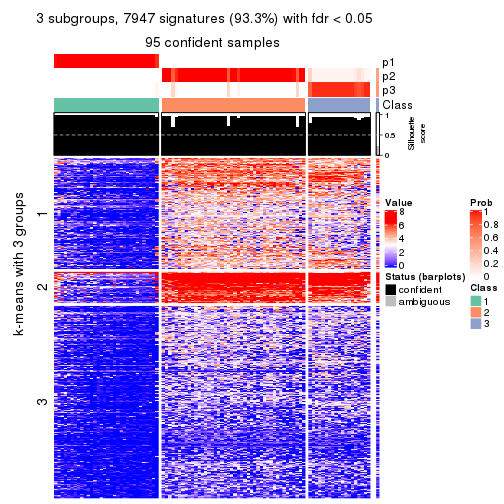 3 subgroups, 7947 signatures (93.3%) with fdr < 0.05
95 confident samples
p1
p2
p3
Class
1
0.5
0
Silhouette
score
k-means with 3 groups
1
2
3
Value
8
6
4
2
0
Status (barplots)
confident
ambiguous
Prob
1
0.8
0.6
0.4
0.2
0
Class
1
2
3